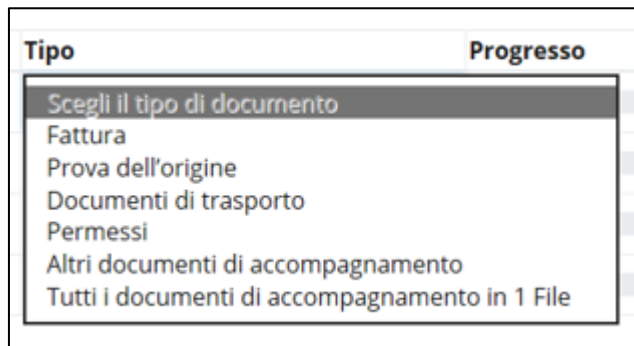 Tipo Progresso
Scegli il tipo di documento
Fattura
Prova dell’origine
Documenti di trasporto
Permessi
Altri documenti di accompagnamento
Tutti i documenti di accompagnamento in 1 File